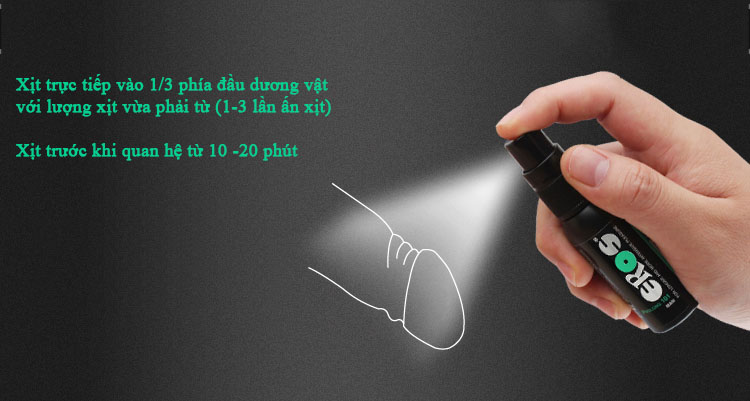 Xịt trực tiếp vào 1/3 phía đầu dương vật
với lượng xịt vừa phải từ (1-3 lần ấn xịt)
Xịt trước khi quan hệ từ 10 -20 phút
EROS